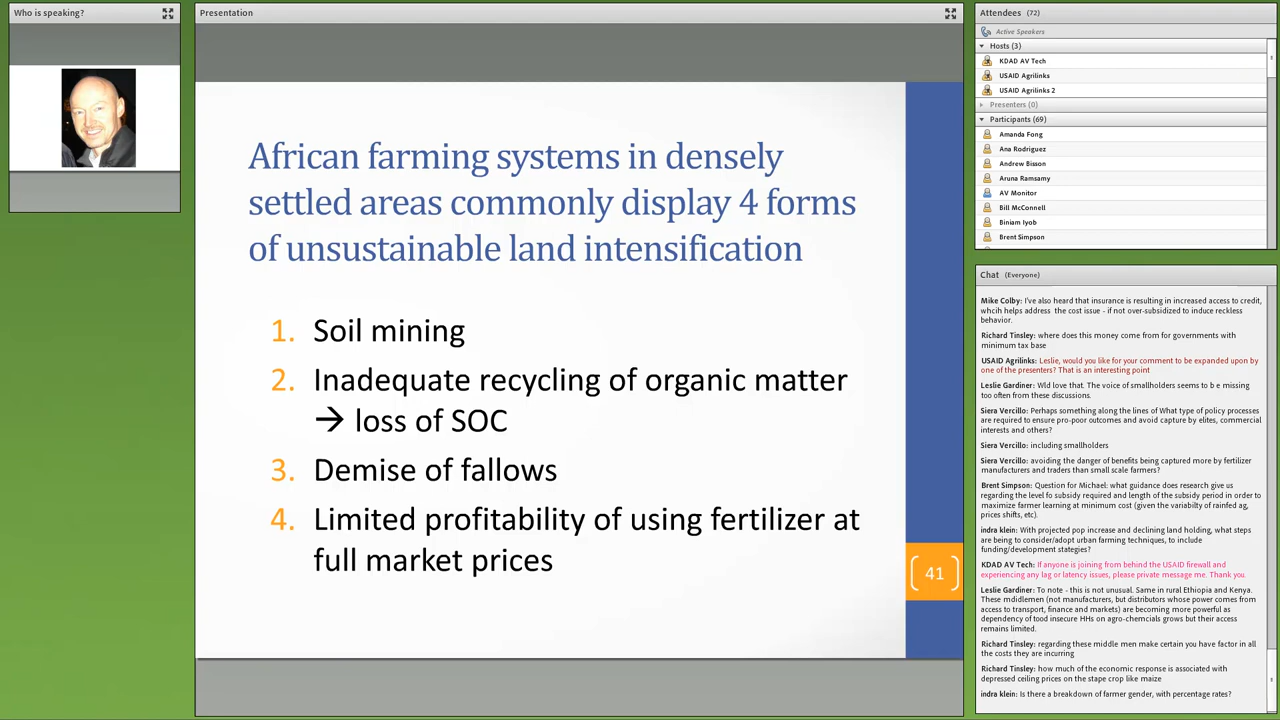 Who is speaking?
Presentation
African farming systems in densely
settled areas commonly display 4 forms
of unsustainable land intensification
1. Soil mining
2. Inadequate recycling of organic matter
→ loss of SOC
3. Demise of fallows
4. Limited profitability of using fertilizer at
full market prices
41
Attendees (72)
Active Speakers
Hosts (3)
KDAD AV Tech
USAID Agrilinks
USAID Agrilinks 2
Presenters (0)
Participants (69)
Amanda Fong
Ana Rodriguez
Andrew Bisson
Aruna Ramsamy
AV Monitor
Bill McConnell
Biniam Iyob
Brent Simpson
Chat (Everyone)
Mike Colby: I've also heard that insurance is resulting in increased access to credit,
whcih helps address the cost issue - if not over-subsidized to induce reckless
behavior.
Richard Tinsley: where does this money come from for governments with
minimum tax base
USAID Agrilinks: Leslie, would you like for your comment to be expanded upon by
one of the presenters? That is an interesting point
Leslie Gardner: Wld love that. The voice of smallholders seems to be missing
too often from these discussions.
Siera Vercillo: Perhaps something along the lines of What type of policy processes
are required to ensure pro-poor outcomes and avoid capture by elites, commercial
interests and others?
Siera Vercillo: including smallholders
Siera Vercillo: avoiding the danger of benefits being captured more by fertilizer
manufacturers and traders than small scale farmers?
Brent Simpson: Question for Michael: what guidance does research give us
regarding the level fo subsidy required and length of the subsidy period in order to
maximize farmer learning at minimum cost (given the variabilty of rainfed ag,
prices shifts, etc).
indra klein: With projected pop increase and declining land holding, what steps
are being to consider/adopt urban farming techniques, to include
funding/development stategies?
KDAD AV Tech: If anyone is joining from behind the USAID firewall and
experiencing any lag or latency issues, please private message me. Thank you.
Leslie Gardner: To note - this is not unusual. Same in rural Ethiopia and Kenya.
These mdidlemen (not manufacturers, but distributors whose power comes from
access to transport, finance and markets) are becoming more powerful as
dependency of tood insecure HHs on agro-chemcials grows but their access
remains limited.
Richard Tinsley: regarding these middle men make certain you have factor in all
the costs they are incurring
Richard Tinsley: how much of the economic response is associated with
depressed ceiling prices on the stape crop like maize
indra klein: Is there a breakdown of farmer gender, with percentage rates?